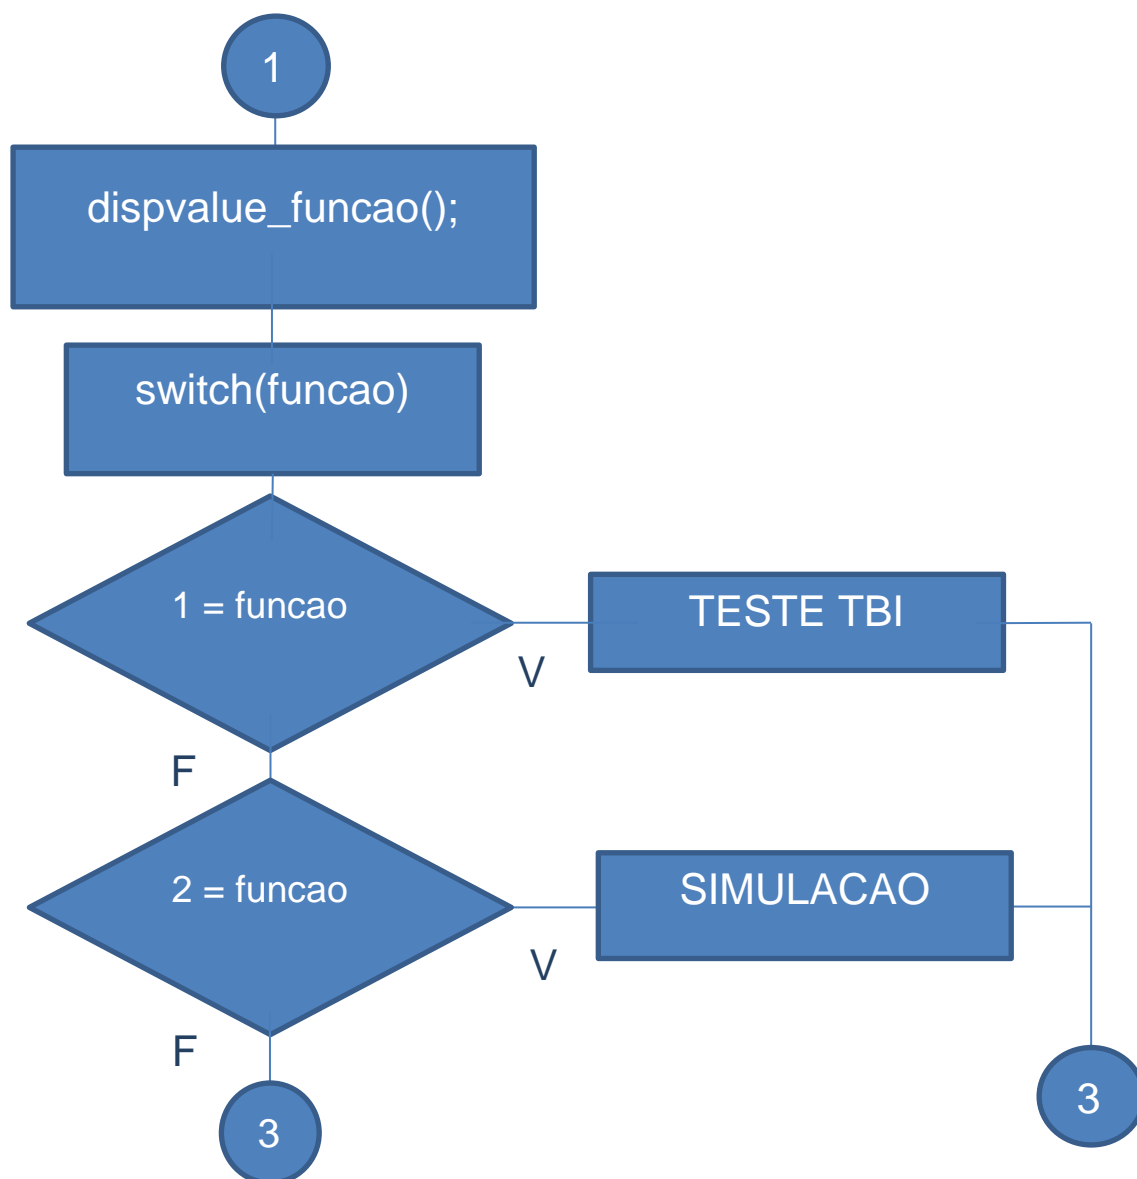 1
dispvalue_funcao();
switch(funcao)
1 = funcao
TESTE TBI
V
F
2 = funcao
SIMULACAO
V
F
3
3